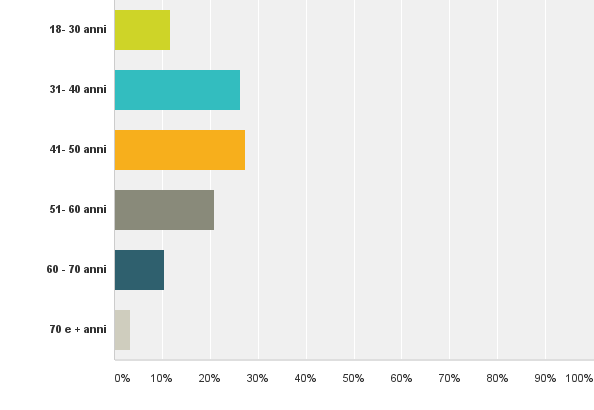 18- 30 anni
31- 40 anni
41- 50 anni
51- 60 anni
60 - 70 anni
70 e + anni
0% 10% 20% 30% 40% 50% 60% 70% 80% 90% 100%